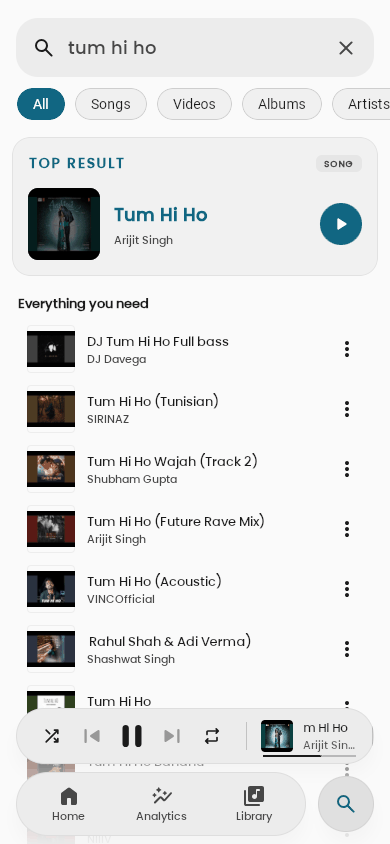 tum hi ho
All
Songs
Videos
Albums
Artists
TOP RESULT
SONG
Tum Hi Ho
Arijit Singh
Everything you need
DJ Tum Hi Ho Full bass
DJ Davega
Tum Hi Ho (Tunisian)
SIRINAZ
Tum Hi Ho Wajah (Track 2)
Shubham Gupta
Tum Hi Ho (Future Rave Mix)
Arijit Singh
Tum Hi Ho (Acoustic)
VINCOfficial
Rahul Shah & Adi Verma)
Shashwat Singh
Tum Hi Ho
m Hi Ho
Arijit Sin...
Home
Analytics
Library